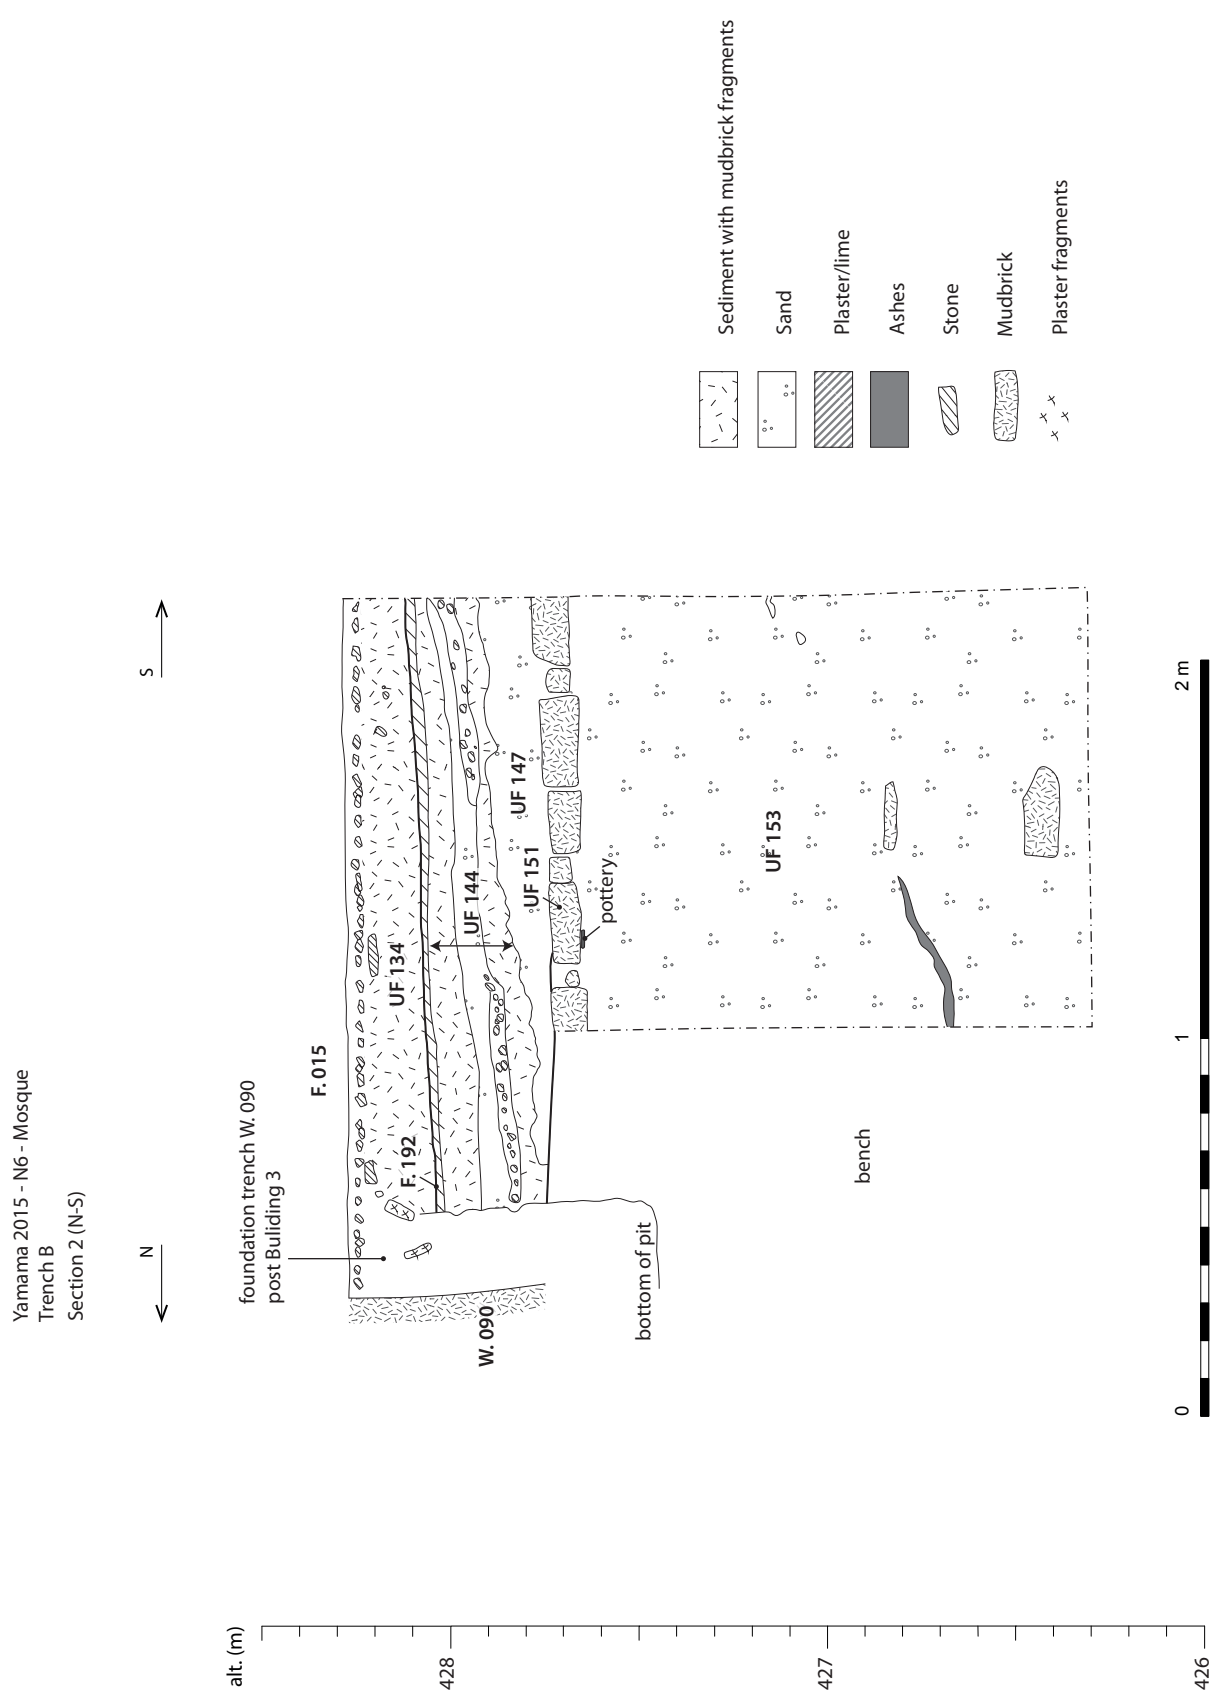 Yamama 2015 - N6 - Mosque
Trench B
Section 2 (N-S)
N
S
foundation trench W. 090
post Buliding 3
F. 015
UF 134
F. 192
UF 144
UF 147
UF 151
pottery
UF 153
W. 090
bottom of pit
bench
Sediment with mudbrick fragments
Sand
Plaster/lime
Ashes
Stone
Mudbrick
Plaster fragments
alt. (m)
428
427
426
0
1
2 m